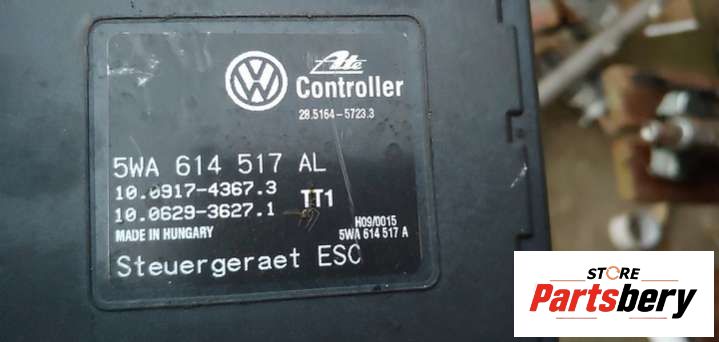 VW
Ate
Controller
28.5164-5723.3
5WA 614 517 AL
10.0917-4367.3
10.0629-3627.1
TT1
MADE IN HUNGARY
H09/0015
5WA 614 517 A
Steuergeraet ESC
STORE
Partsbery